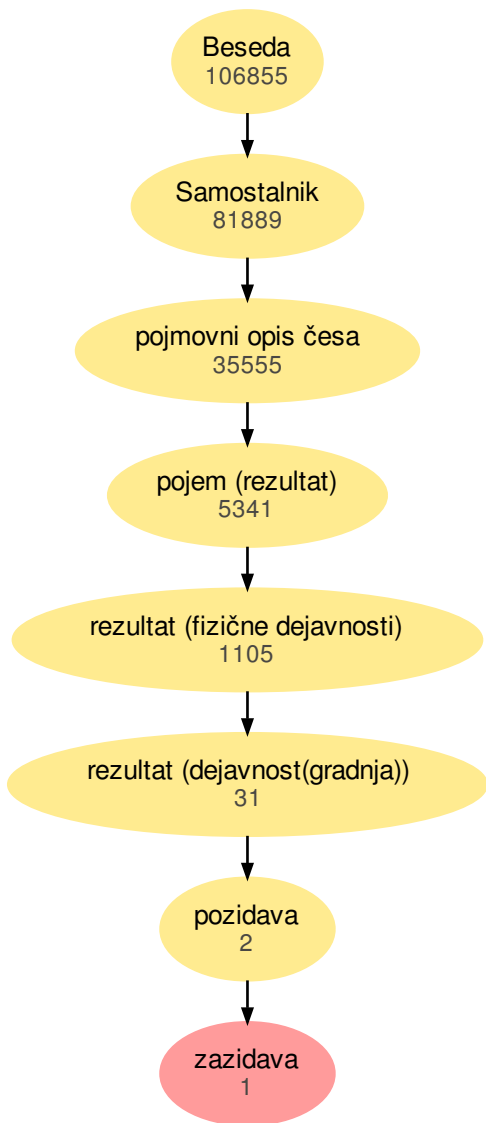 Beseda
106855
Samostalnik
81889
pojmovni opis česa
35555
pojem (rezultat)
5341
rezultat (fizične dejavnosti)
1105
rezultat (dejavnost(gradnja))
31
pozidava
2
zazidava
1